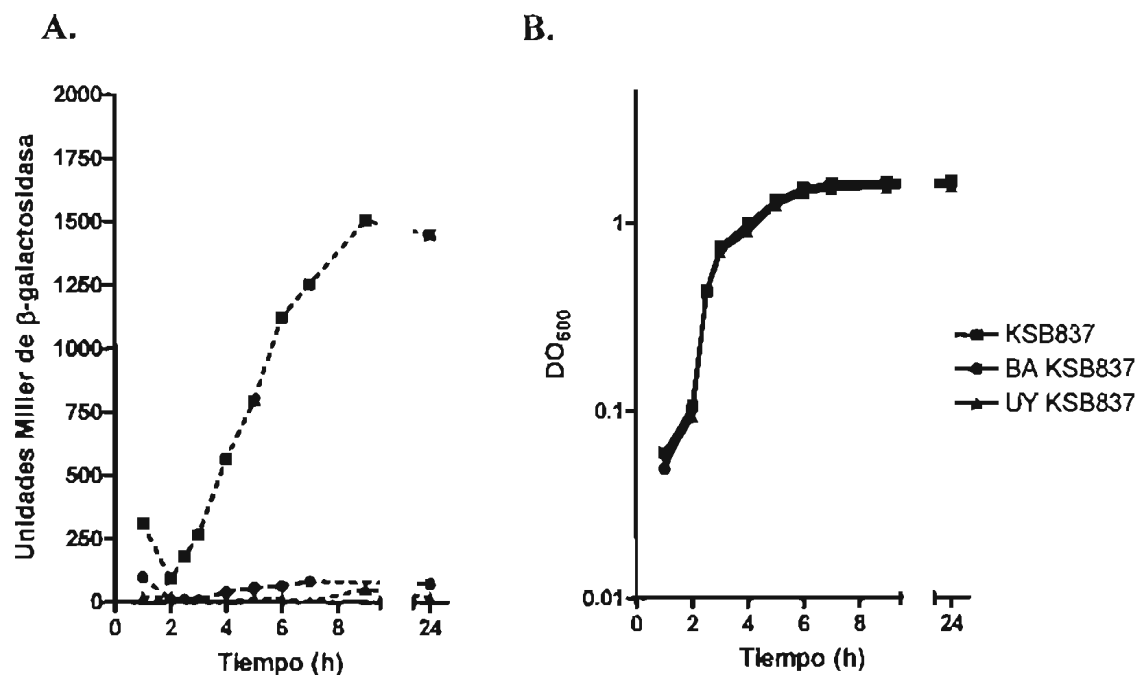 A.
B.
Unidades Miller de β-galactosidasa
2000
1750
1500
1250
1000
750
500
250
0
0 2 4 6 8 24
Tiempo (h)
DO600
1
0.1
0.01
0 2 4 6 8 24
Tiempo (h)
KSB837
BA KSB837
UY KSB837